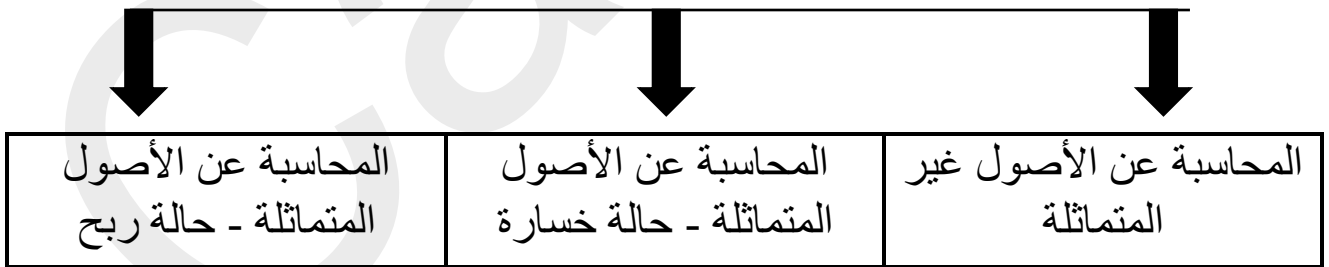 المحاسبة عن الأصول غير
المتماثلة
المحاسبة عن الأصول
المتماثلة - حالة خسارة
المحاسبة عن الأصول
المتماثلة - حالة ربح